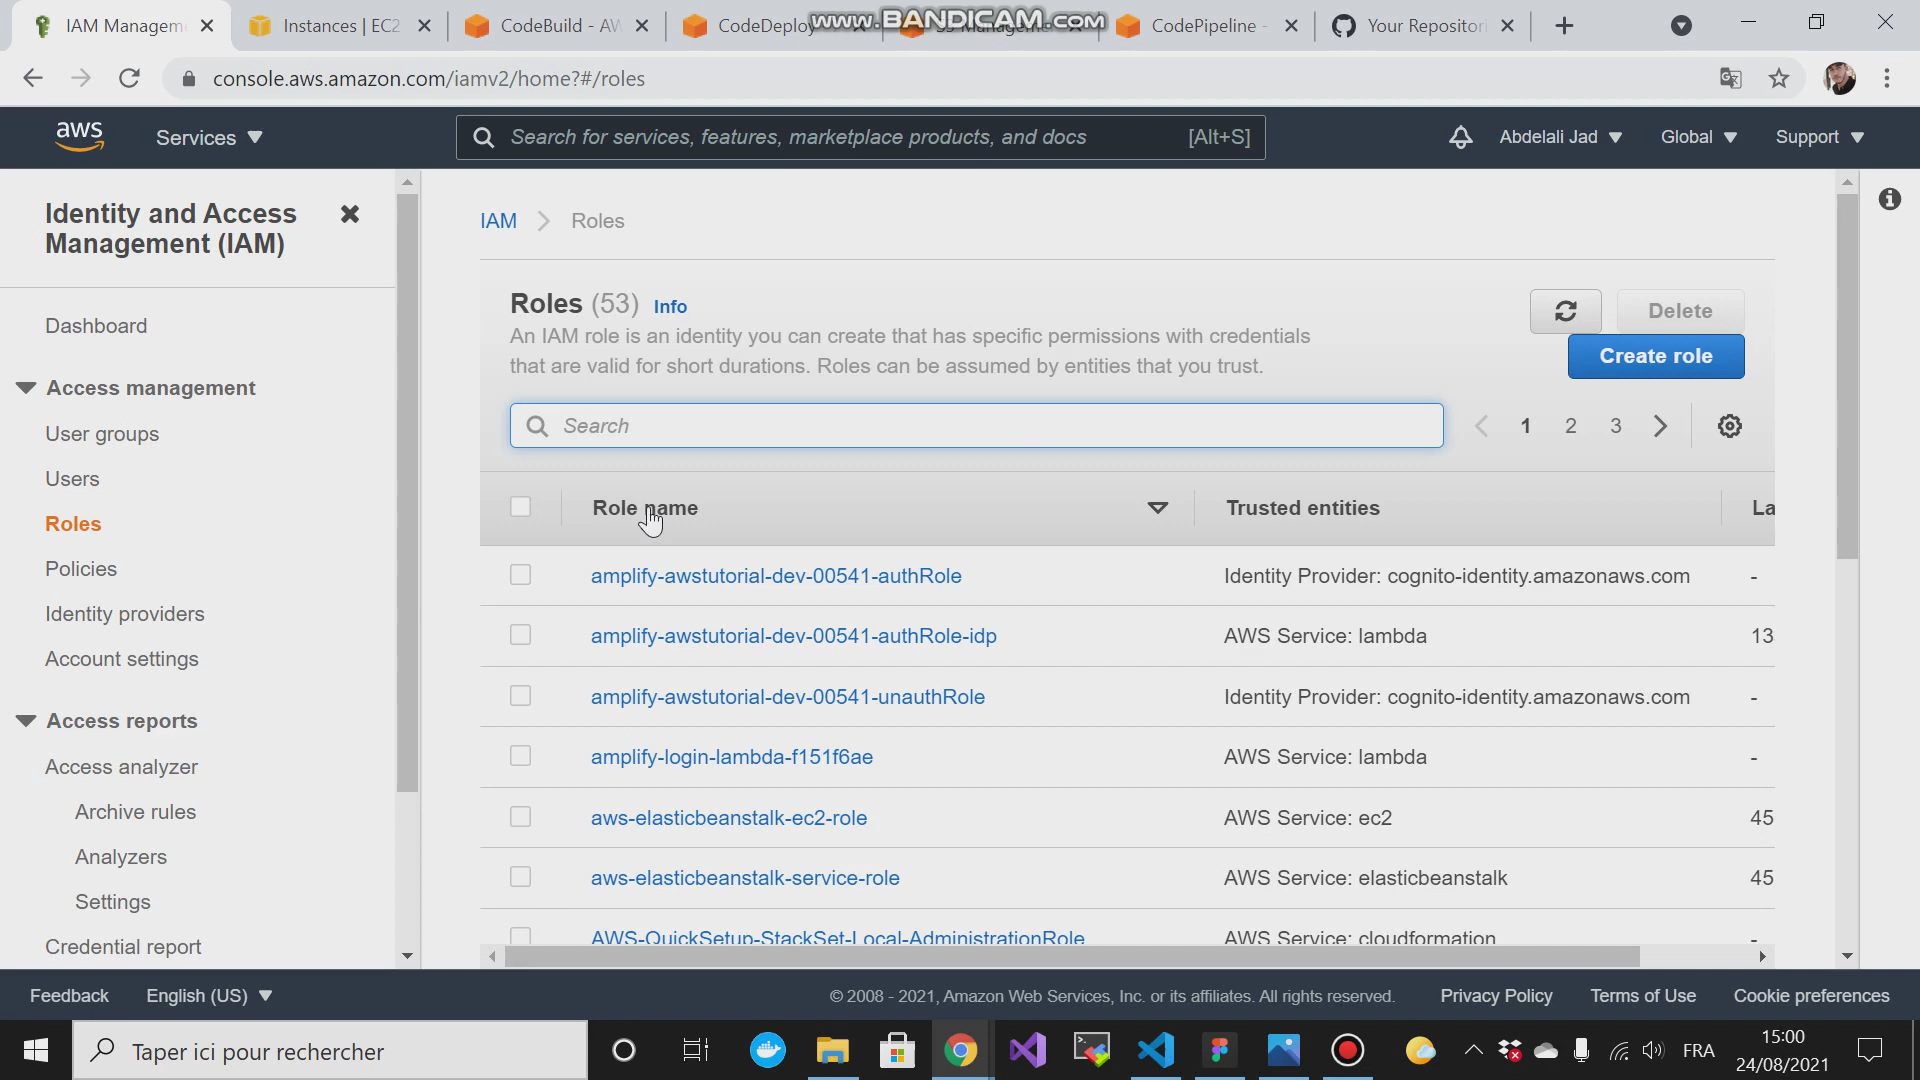 IAM Managem
Instances | EC2
CodeBuild - AW
CodeDeploy
S3 Manageme
CodePipeline -
Your Repositori
www.BANDICAM.com
console.aws.amazon.com/iamv2/home?#/roles
aws
Services
Search for services, features, marketplace products, and docs
[Alt+S]
Abdelali Jad
Global
Support
Identity and Access
Management (IAM)
Dashboard
Access management
User groups
Users
Roles
Policies
Identity providers
Account settings
Access reports
Access analyzer
Archive rules
Analyzers
Settings
Credential report
IAM
Roles
Roles (53) Info
An IAM role is an identity you can create that has specific permissions with credentials
that are valid for short durations. Roles can be assumed by entities that you trust.
Delete
Create role
Search
1 2 3
Role name
Trusted entities
La
amplify-awstutorial-dev-00541-authRole
Identity Provider: cognito-identity.amazonaws.com
-
amplify-awstutorial-dev-00541-authRole-idp
AWS Service: lambda
13
amplify-awstutorial-dev-00541-unauthRole
Identity Provider: cognito-identity.amazonaws.com
-
amplify-login-lambda-f151f6ae
AWS Service: lambda
-
aws-elasticbeanstalk-ec2-role
AWS Service: ec2
45
aws-elasticbeanstalk-service-role
AWS Service: elasticbeanstalk
45
AWS-QuickSetup-StackSet-Local-AdministrationRole
AWS Service: cloudformation
-
Feedback
English (US)
© 2008 - 2021, Amazon Web Services, Inc. or its affiliates. All rights reserved.
Privacy Policy
Terms of Use
Cookie preferences
Taper ici pour rechercher
FRA
15:00
24/08/2021